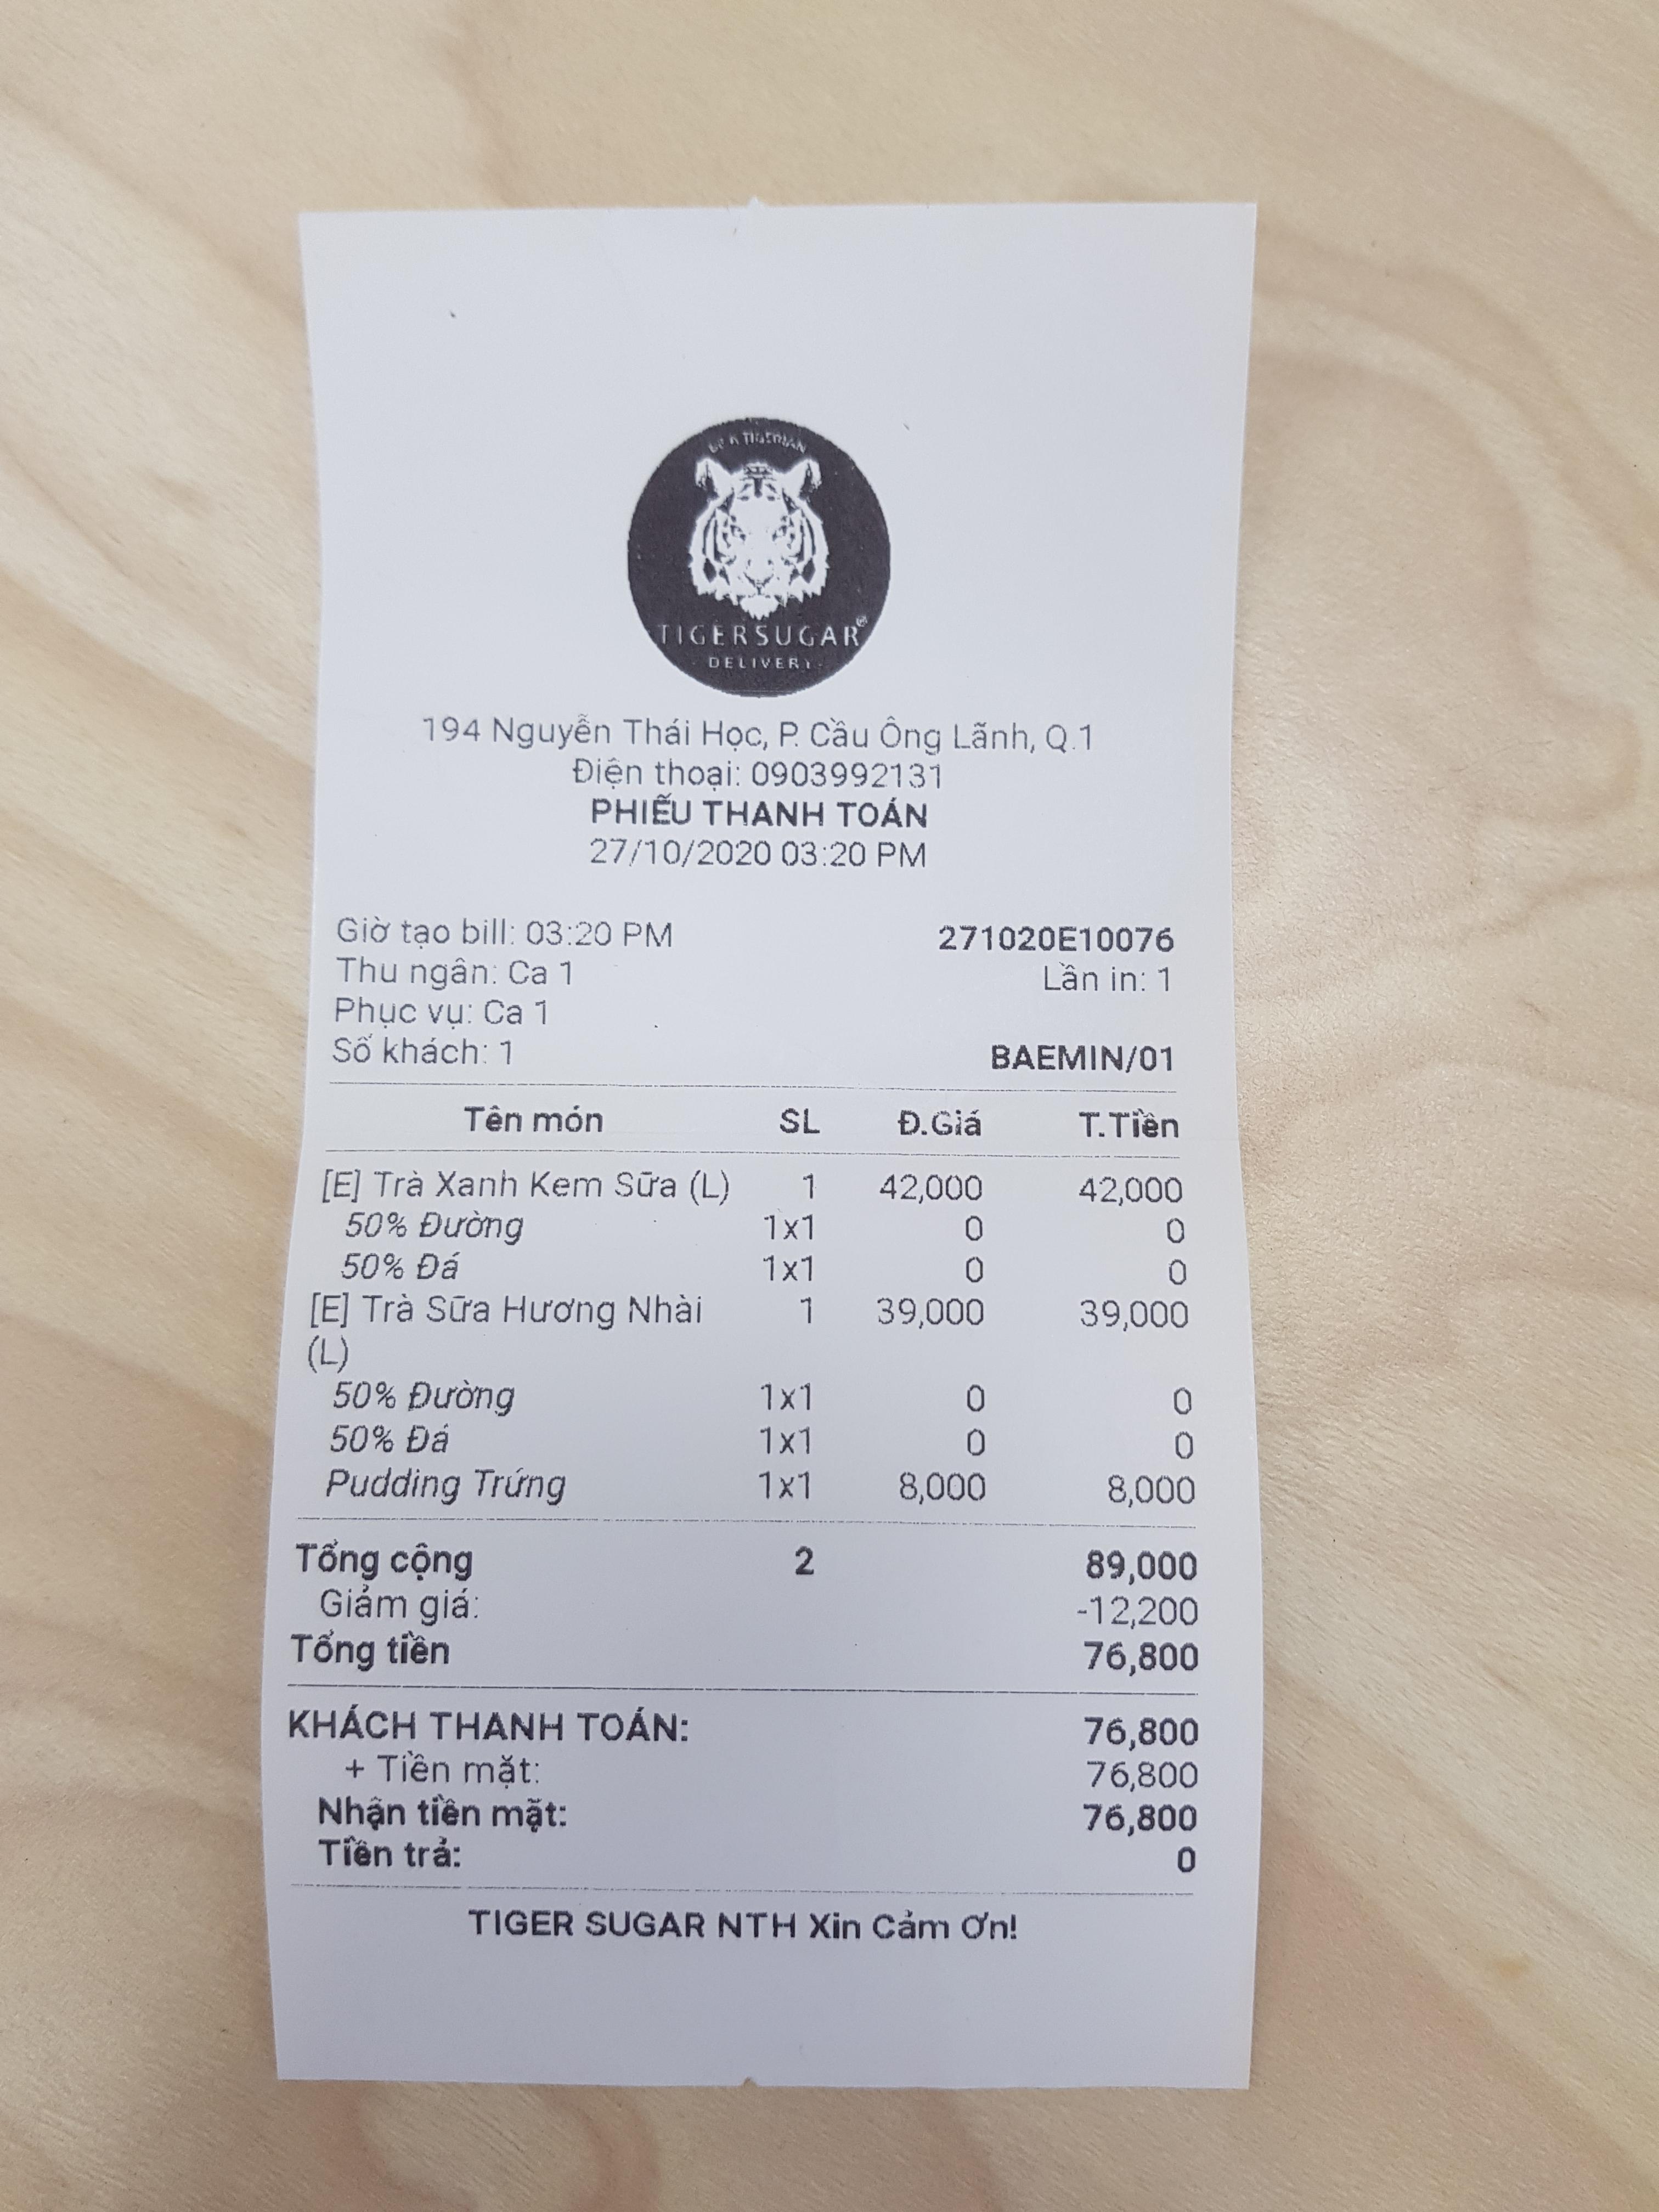 BE A TIGERIAN
TIGERSUGAR®
- DELIVERY -
194 Nguyễn Thái Học, P. Cầu Ông Lãnh, Q.1
Điện thoại: 0903992131
PHIẾU THANH TOÁN
27/10/2020 03:20 PM
Giờ tạo bill: 03:20 PM 271020E10076
Thu ngân: Ca 1 Lần in: 1
Phục vụ: Ca 1
Số khách: 1 BAEMIN/01
Tên món SL Đ.Giá T.Tiền
[E] Trà Xanh Kem Sữa (L) 1 42,000 42,000
50% Đường 1x1 0 0
50% Đá 1x1 0 0
[E] Trà Sữa Hương Nhài 1 39,000 39,000
(L)
50% Đường 1x1 0 0
50% Đá 1x1 0 0
Pudding Trứng 1x1 8,000 8,000
Tổng cộng 2 89,000
Giảm giá: -12,200
Tổng tiền 76,800
KHÁCH THANH TOÁN: 76,800
+ Tiền mặt: 76,800
Nhận tiền mặt: 76,800
Tiền trả: 0
TIGER SUGAR NTH Xin Cảm Ơn!